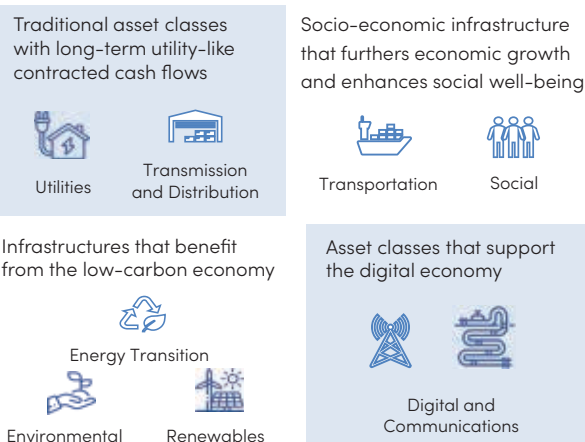 Traditional asset classes
with long-term utility-like
contracted cash flows
Utilities
Transmission
and Distribution
Socio-economic infrastructure
that furthers economic growth
and enhances social well-being
Transportation
Social
Infrastructures that benefit
from the low-carbon economy
Energy Transition
Environmental
Renewables
Asset classes that support
the digital economy
Digital and
Communications